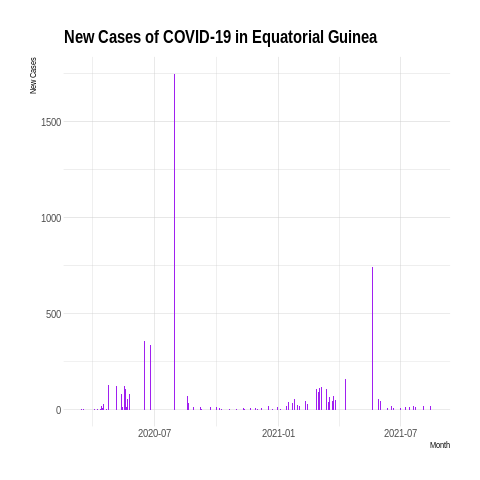 New Cases of COVID-19 in Equatorial Guinea
New Cases
1500
1000
500
0
2020-07
2021-01
2021-07
Month